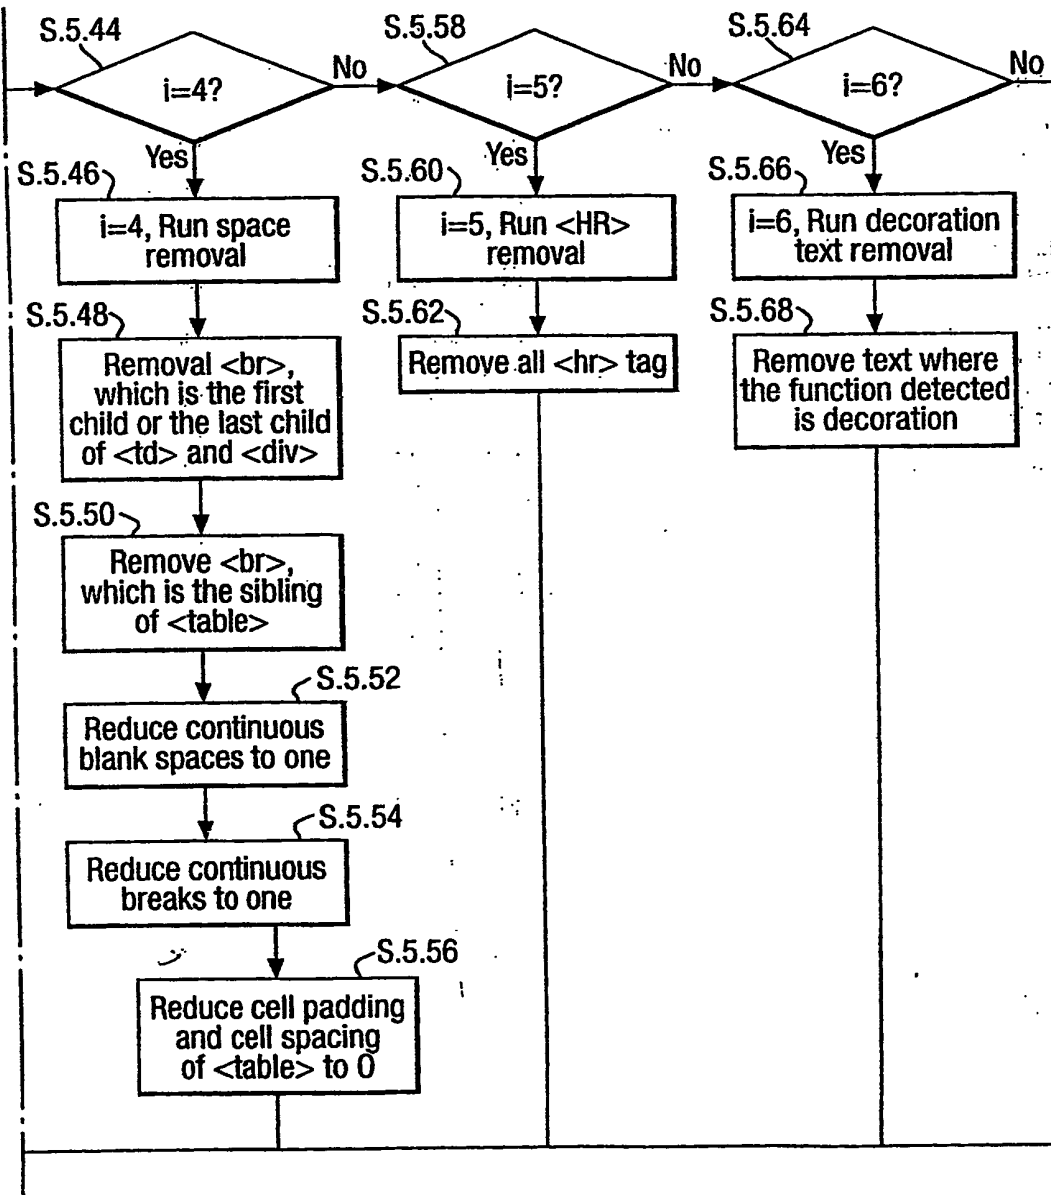 S.5.44
i=4?
No
Yes
S.5.46
i=4, Run space
removal
S.5.48
Removal <br>,
which is the first
child or the last child
of <td> and <div>
S.5.50
Remove <br>,
which is the sibling
of <table>
S.5.52
Reduce continuous
blank spaces to one
S.5.54
Reduce continuous
breaks to one
S.5.56
Reduce cell padding
and cell spacing
of <table> to 0
S.5.58
i=5?
No
Yes
S.5.60
i=5, Run <HR>
removal
S.5.62
Remove all <hr> tag
S.5.64
i=6?
No
Yes
S.5.66
i=6, Run decoration
text removal
S.5.68
Remove text where
the function detected
is decoration